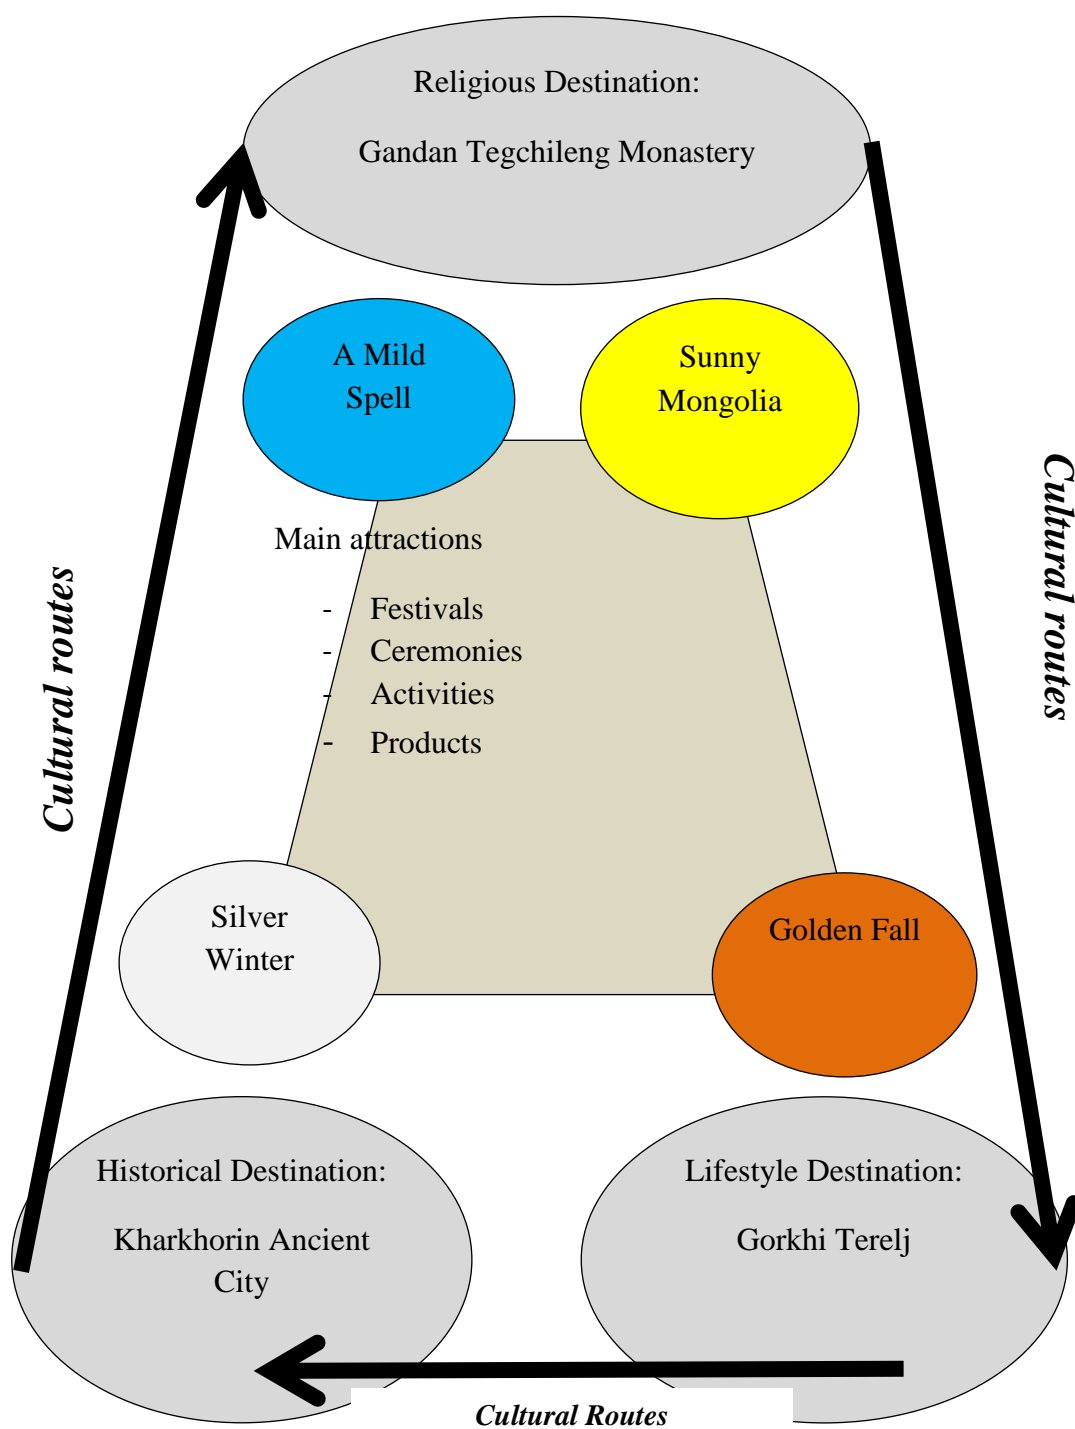 Religious Destination:
Gandan Tegchileng Monastery
A Mild
Spell
Sunny
Mongolia
Cultural routes
Cultural routes
Main attractions
- Festivals
- Ceremonies
- Activities
- Products
Silver
Winter
Golden Fall
Historical Destination:
Kharkhorin Ancient
City
Lifestyle Destination:
Gorkhi Terelj
Cultural Routes